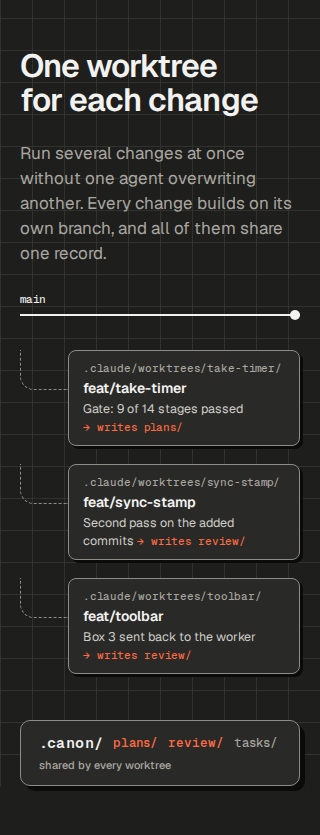 One worktree
for each change
Run several changes at once
without one agent overwriting
another. Every change builds on its
own branch, and all of them share
one record.
main
.claude/worktrees/take-timer/
feat/take-timer
Gate: 9 of 14 stages passed
→ writes plans/
.claude/worktrees/sync-stamp/
feat/sync-stamp
Second pass on the added
commits → writes review/
.claude/worktrees/toolbar/
feat/toolbar
Box 3 sent back to the worker
→ writes review/
.canon/ plans/ review/ tasks/
shared by every worktree